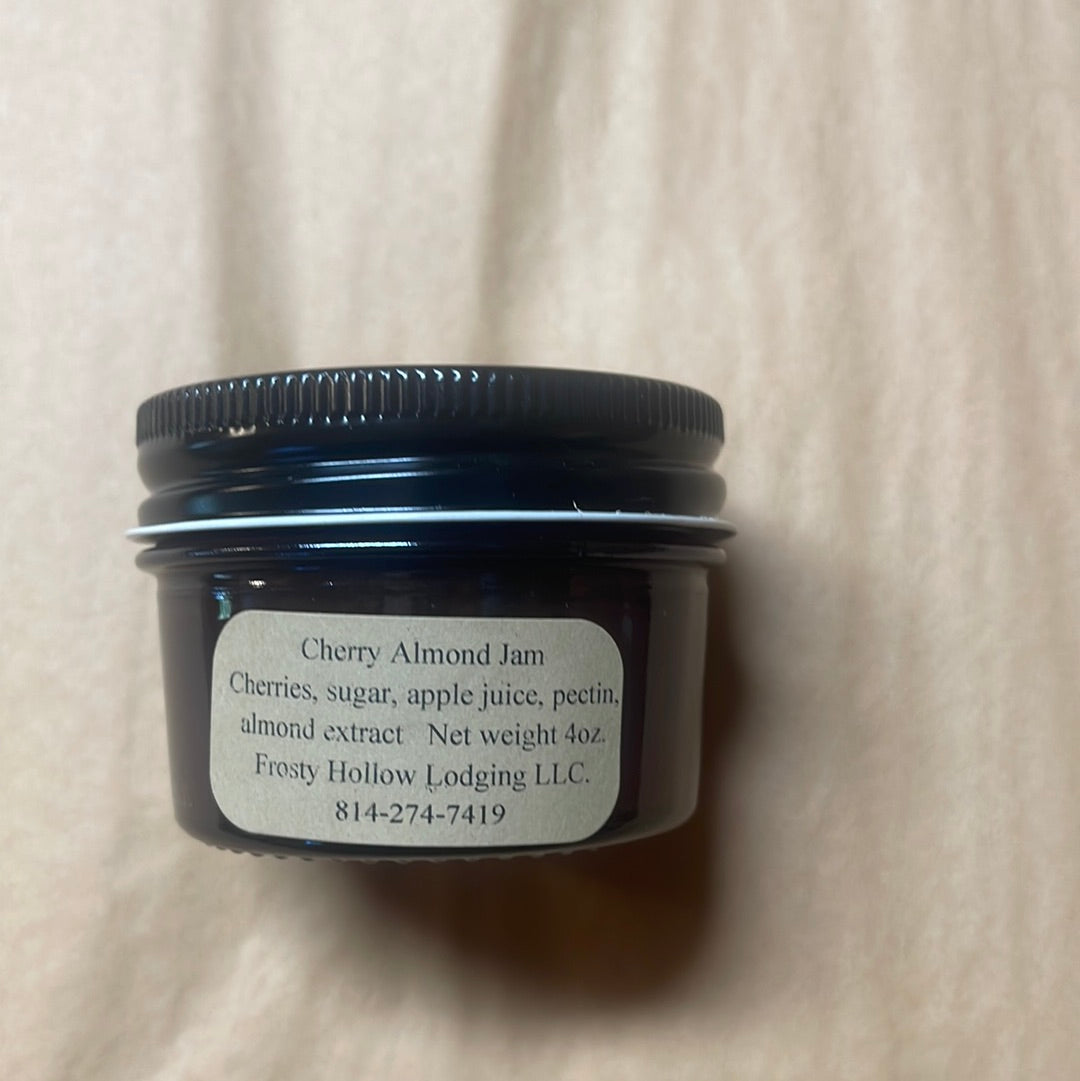 Cherry Almond Jam
Cherries, sugar, apple juice, pectin,
almond extract Net weight 4oz.
Frosty Hollow Lodging LLC.
814-274-7419